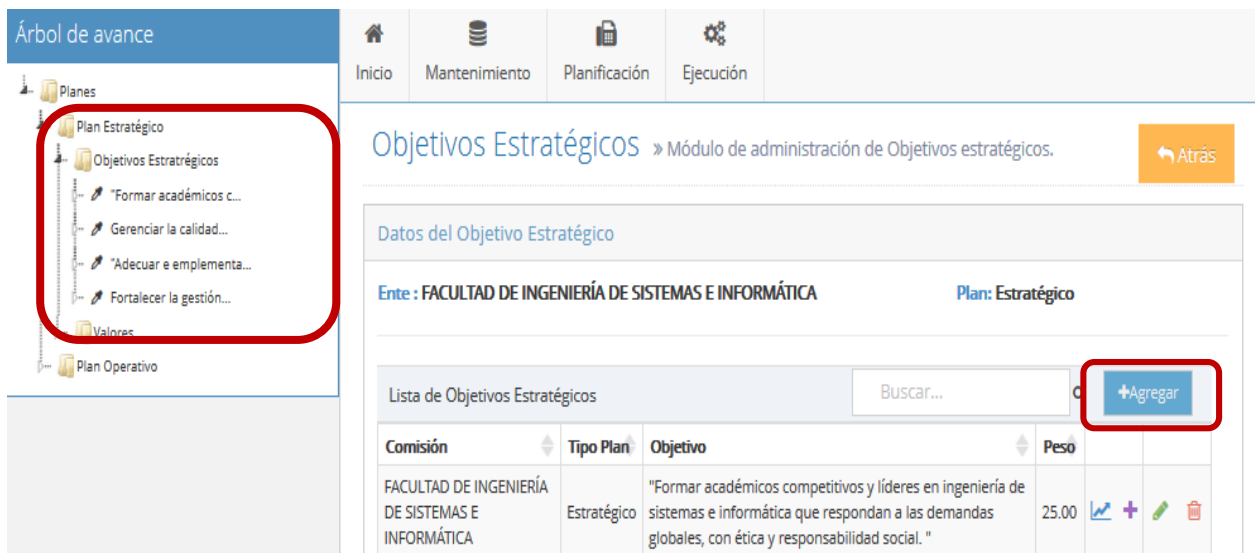 Árbol de avance
Planes
Plan Estratégico
Objetivos Estratrégicos
"Formar académicos c...
Gerenciar la calidad...
"Adecuar e emplementa...
Fortalecer la gestión...
Valores
Plan Operativo
Inicio Mantenimiento Planificación Ejecución
Objetivos Estratégicos » Módulo de administración de Objetivos estratégicos.
Atrás
Datos del Objetivo Estratégico
Ente : FACULTAD DE INGENIERÍA DE SISTEMAS E INFORMÁTICA Plan: Estratégico
Lista de Objetivos Estratégicos Buscar... +Agregar
Comisión Tipo Plan Objetivo Peso
FACULTAD DE INGENIERÍA "Formar académicos competitivos y líderes en ingeniería de
DE SISTEMAS E Estratégico sistemas e informática que respondan a las demandas 25.00
INFORMÁTICA globales, con ética y responsabilidad social. "